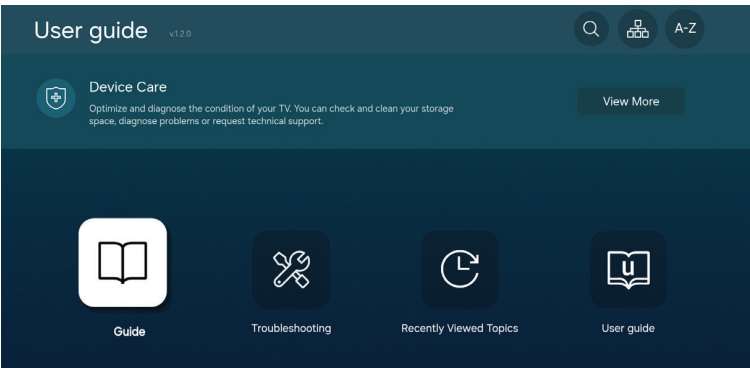 User guide v.1.2.0
A-Z
Device Care
Optimize and diagnose the condition of your TV. You can check and clean your storage
space, diagnose problems or request technical support.
View More
u
Guide
Troubleshooting
Recently Viewed Topics
User guide